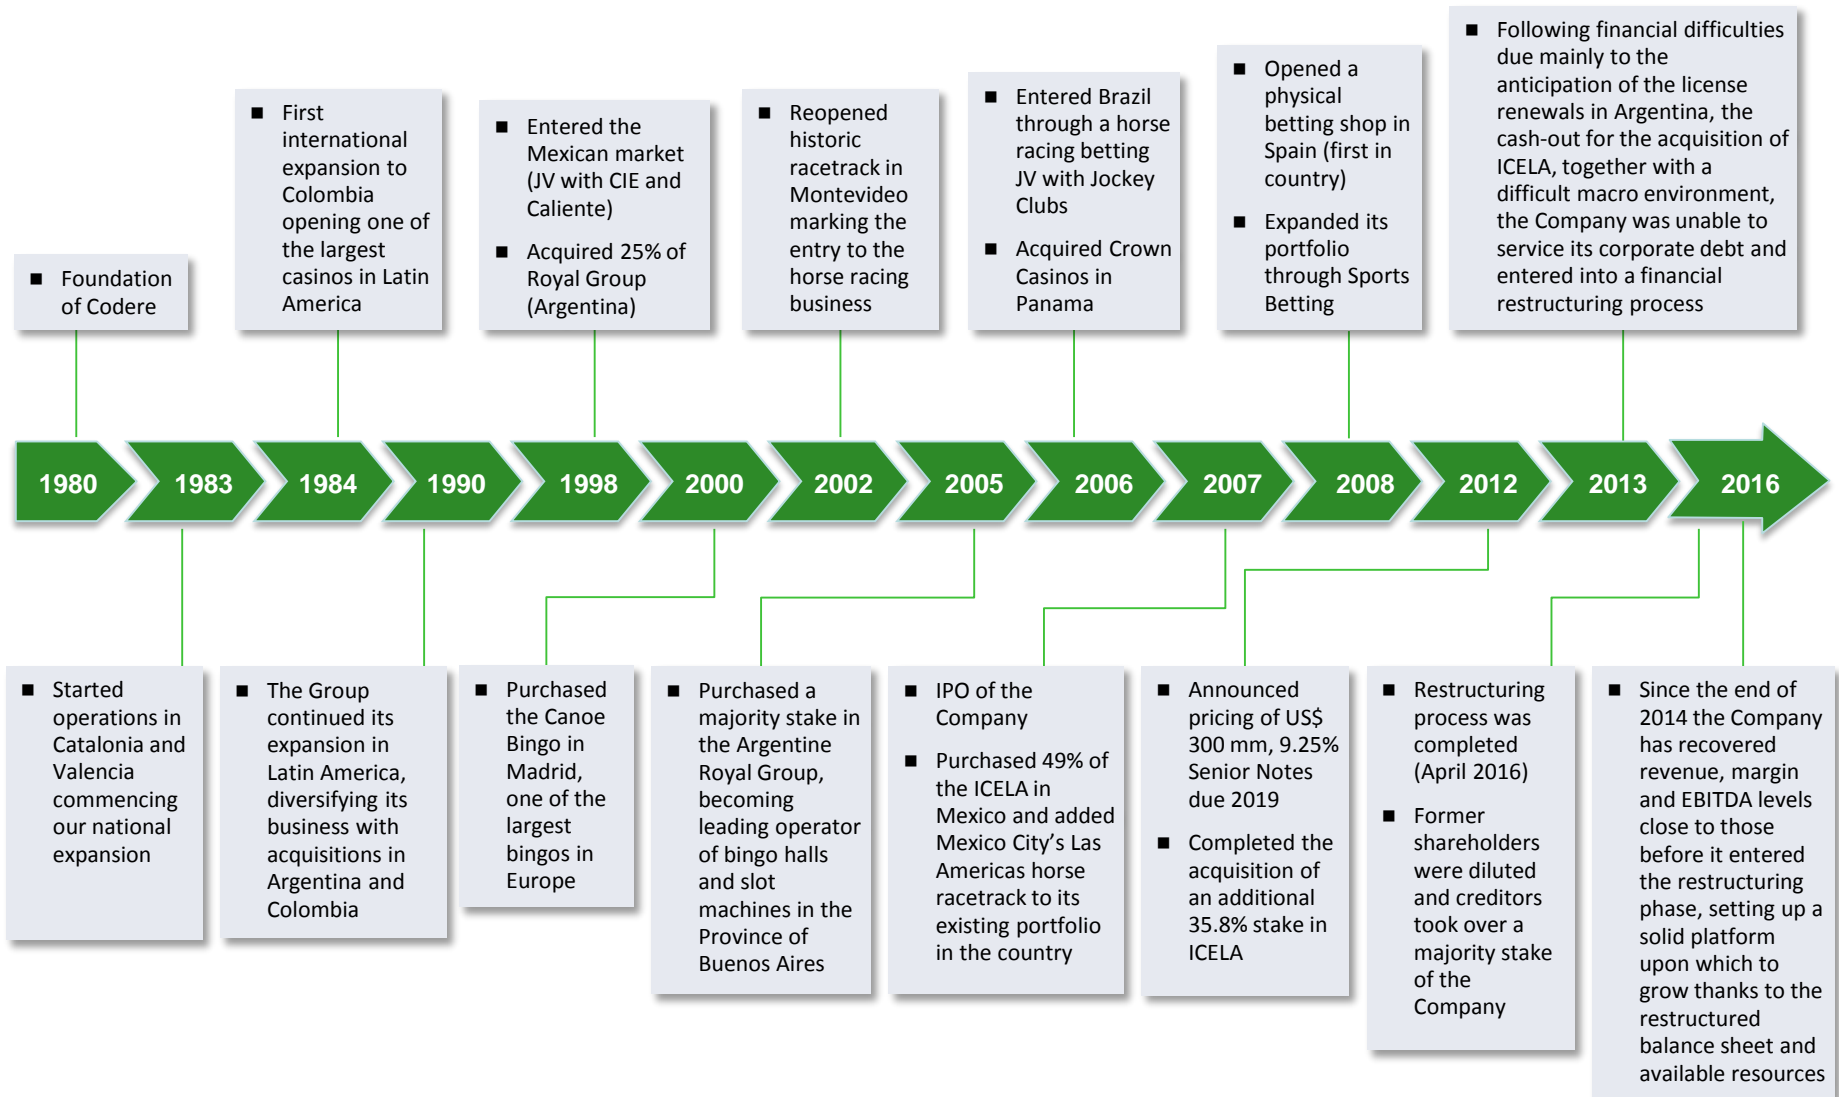 ■ Foundation
of Codere
■ First
international
expansion to
Colombia
opening one of
the largest
casinos in Latin
America
■ Entered the
Mexican market
(JV with CIE and
Caliente)
■ Acquired 25% of
Royal Group
(Argentina)
■ Reopened
historic
racetrack in
Montevideo
marking the
entry to the
horse racing
business
■ Entered Brazil
through a horse
racing betting
JV with Jockey
Clubs
■ Acquired Crown
Casinos in
Panama
■ Opened a
physical
betting shop in
Spain (first in
country)
■ Expanded its
portfolio
through Sports
Betting
■ Following financial difficulties
due mainly to the
anticipation of the license
renewals in Argentina, the
cash-out for the acquisition of
ICELA, together with a
difficult macro environment,
the Company was unable to
service its corporate debt and
entered into a financial
restructuring process
1980
1983
1984
1990
1998
2000
2002
2005
2006
2007
2008
2012
2013
2016
■ Started
operations in
Catalonia and
Valencia
commencing
our national
expansion
■ The Group
continued its
expansion in
Latin America,
diversifying its
business with
acquisitions in
Argentina and
Colombia
■ Purchased
the Canoe
Bingo in
Madrid,
one of the
largest
bingos in
Europe
■ Purchased a
majority stake in
the Argentine
Royal Group,
becoming
leading operator
of bingo halls
and slot
machines in the
Province of
Buenos Aires
■ IPO of the
Company
■ Purchased 49% of
the ICELA in
Mexico and added
Mexico City’s Las
Americas horse
racetrack to its
existing portfolio
in the country
■ Announced
pricing of US$
300 mm, 9.25%
Senior Notes
due 2019
■ Completed the
acquisition of
an additional
35.8% stake in
ICELA
■ Restructuring
process was
completed
(April 2016)
■ Former
shareholders
were diluted
and creditors
took over a
majority stake
of the
Company
■ Since the end of
2014 the Company
has recovered
revenue, margin
and EBITDA levels
close to those
before it entered
the restructuring
phase, setting up a
solid platform
upon which to
grow thanks to the
restructured
balance sheet and
available resources